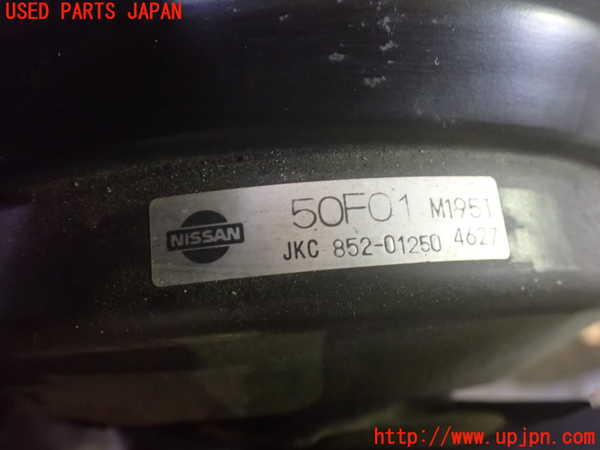 USED PARTS JAPAN
50F01 M1951
NISSAN
JKC 852-01250 4627
http://www.upjpn.com/